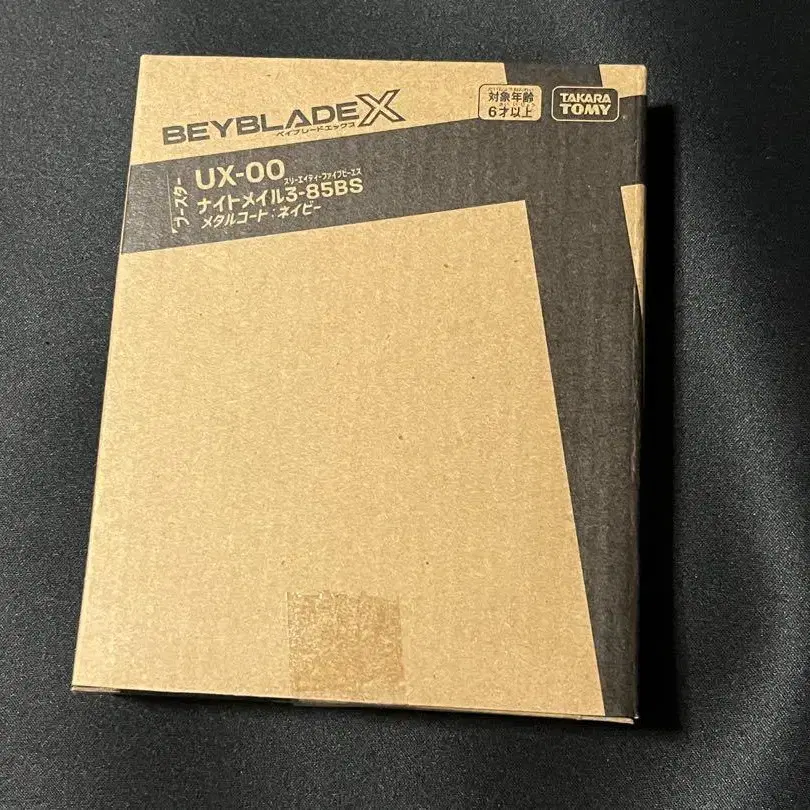 BEYBLADE X
ベイブレードエックス
対象年齢
6才以上
TAKARA
TOMY
ブースター
UX-00
スリーエイティーファイブビーエス
ナイトメイル3-85BS
メタルコート:ネイビー